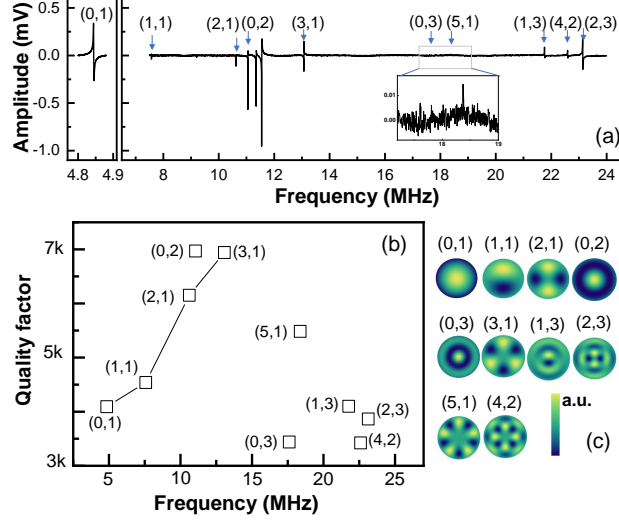 (0,1) (1,1) (2,1) (0,2) (3,1) (0,3) (5,1) (1,3) (4,2) (2,3)
Amplitude (mV)
0.5
0.0
-0.5
-1.0
0.01
0.00
18 19
(a)
4.8 4.9 8 10 12 14 16 18 20 22 24
Frequency (MHz)
(b)
Quality factor
7k
5k
3k
(0,2) (3,1)
(2,1)
(5,1)
(1,1)
(0,1)
(1,3) (2,3)
(0,3) (4,2)
5 10 15 20 25
Frequency (MHz)
(0,1) (1,1) (2,1) (0,2)
(0,3) (3,1) (1,3) (2,3)
(5,1) (4,2)
a.u.
(c)